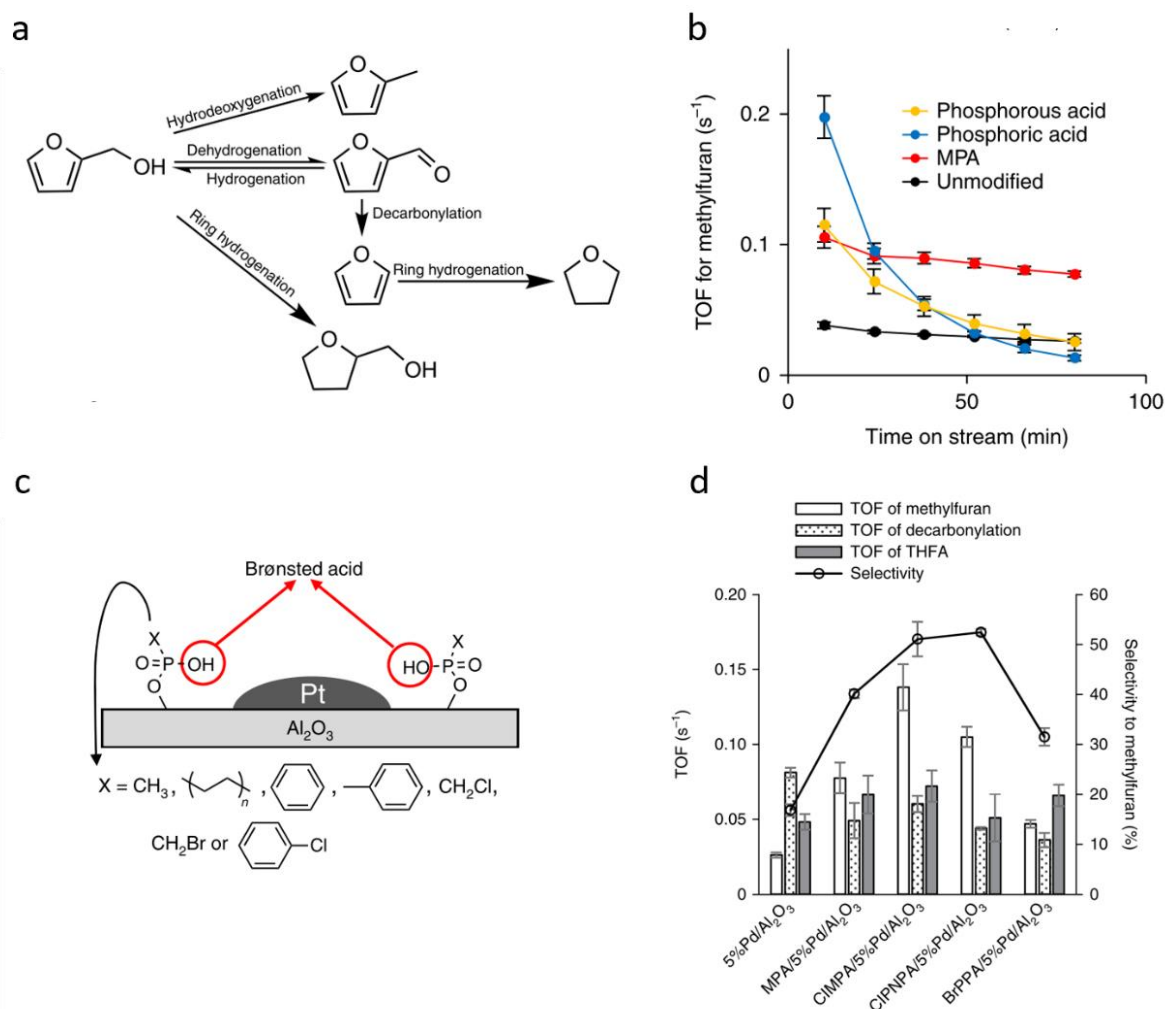 a
Hydrodeoxygenation
O
O
OH
Dehydrogenation
Hydrogenation
O
O
Ring hydrogenation
Decarbonylation
O
Ring hydrogenation
O
O
OH
b
TOF for methylfuran (s⁻¹)
0.2
0.1
0
Phosphorous acid
Phosphoric acid
MPA
Unmodified
0
50
100
Time on stream (min)
c
Brønsted acid
X
O=P-OH
O
X
HO-P=O
O
Pt
Al₂O₃
X = CH₃, n, , , CH₂Cl,
CH₂Br or Cl
d
TOF of methylfuran
TOF of decarbonylation
TOF of THFA
Selectivity
TOF (s⁻¹)
0.20
0.15
0.10
0.05
0
60
50
40
30
20
10
0
Selectivity to methylfuran (%)
5%Pd/Al₂O₃
MPA/5%Pd/Al₂O₃
ClMPA/5%Pd/Al₂O₃
ClPNPA/5%Pd/Al₂O₃
BrPPA/5%Pd/Al₂O₃